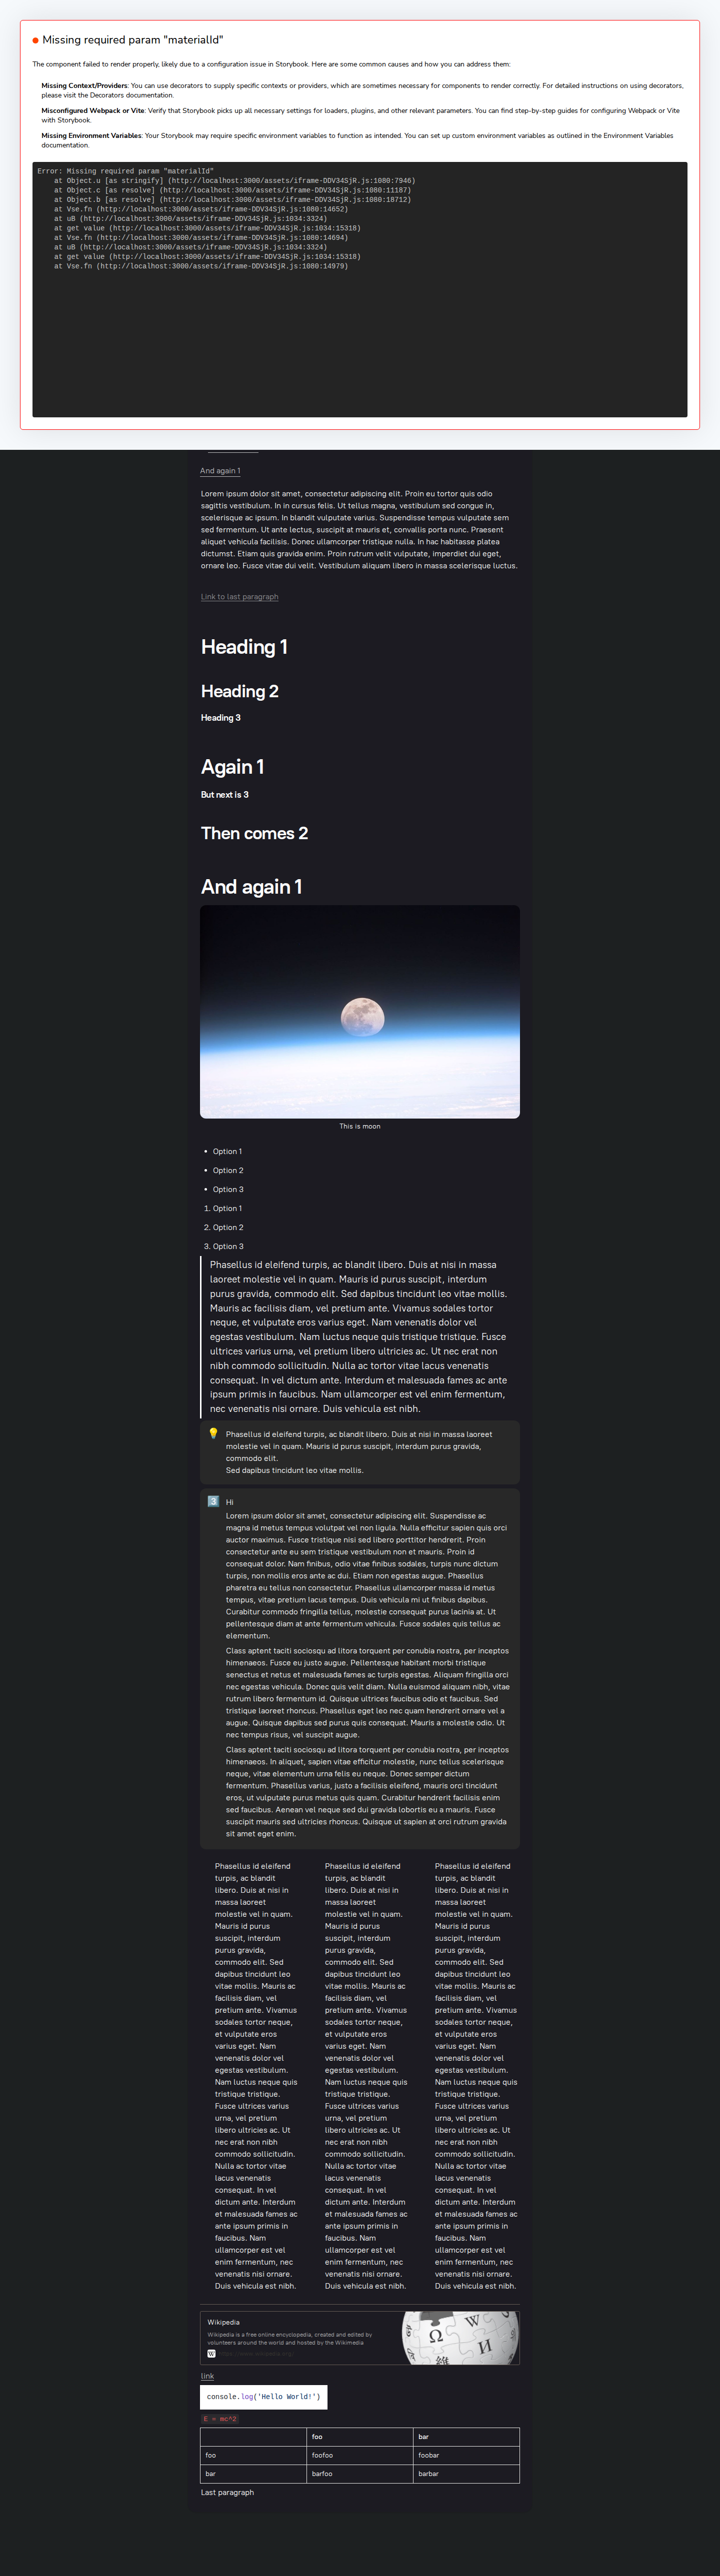 Missing required param "materialId"
The component failed to render properly, likely due to a configuration issue in Storybook. Here are some common causes and how you can address them:
Missing Context/Providers: You can use decorators to supply specific contexts or providers, which are sometimes necessary for components to render correctly. For detailed instructions on using decorators,
please visit the Decorators documentation.
Misconfigured Webpack or Vite: Verify that Storybook picks up all necessary settings for loaders, plugins, and other relevant parameters. You can find step-by-step guides for configuring Webpack or Vite
with Storybook.
Missing Environment Variables: Your Storybook may require specific environment variables to function as intended. You can set up custom environment variables as outlined in the Environment Variables
documentation.
Error: Missing required param "materialId"
at Object.u [as stringify] (http://localhost:3000/assets/iframe-DDV34SjR.js:1080:7946)
at Object.c [as resolve] (http://localhost:3000/assets/iframe-DDV34SjR.js:1080:11187)
at Object.b [as resolve] (http://localhost:3000/assets/iframe-DDV34SjR.js:1080:18712)
at Vse.fn (http://localhost:3000/assets/iframe-DDV34SjR.js:1080:14652)
at uB (http://localhost:3000/assets/iframe-DDV34SjR.js:1034:3324)
at get value (http://localhost:3000/assets/iframe-DDV34SjR.js:1034:15318)
at Vse.fn (http://localhost:3000/assets/iframe-DDV34SjR.js:1080:14694)
at uB (http://localhost:3000/assets/iframe-DDV34SjR.js:1034:3324)
at get value (http://localhost:3000/assets/iframe-DDV34SjR.js:1034:15318)
at Vse.fn (http://localhost:3000/assets/iframe-DDV34SjR.js:1080:14979)
And again 1
Lorem ipsum dolor sit amet, consectetur adipiscing elit. Proin eu tortor quis odio
sagittis vestibulum. In in cursus felis. Ut tellus magna, vestibulum sed congue in,
scelerisque ac ipsum. In blandit vulputate varius. Suspendisse tempus vulputate sem
sed fermentum. Ut ante lectus, suscipit at mauris et, convallis porta nunc. Praesent
aliquet vehicula facilisis. Donec ullamcorper tristique nulla. In hac habitasse platea
dictumst. Etiam quis gravida enim. Proin rutrum velit vulputate, imperdiet dui eget,
ornare leo. Fusce vitae dui velit. Vestibulum aliquam libero in massa scelerisque luctus.
Link to last paragraph
Heading 1
Heading 2
Heading 3
Again 1
But next is 3
Then comes 2
And again 1
This is moon
• Option 1
• Option 2
• Option 3
1. Option 1
2. Option 2
3. Option 3
Phasellus id eleifend turpis, ac blandit libero. Duis at nisi in massa
laoreet molestie vel in quam. Mauris id purus suscipit, interdum
purus gravida, commodo elit. Sed dapibus tincidunt leo vitae mollis.
Mauris ac facilisis diam, vel pretium ante. Vivamus sodales tortor
neque, et vulputate eros varius eget. Nam venenatis dolor vel
egestas vestibulum. Nam luctus neque quis tristique tristique. Fusce
ultrices varius urna, vel pretium libero ultricies ac. Ut nec erat non
nibh commodo sollicitudin. Nulla ac tortor vitae lacus venenatis
consequat. In vel dictum ante. Interdum et malesuada fames ac ante
ipsum primis in faucibus. Nam ullamcorper est vel enim fermentum,
nec venenatis nisi ornare. Duis vehicula est nibh.
💡 Phasellus id eleifend turpis, ac blandit libero. Duis at nisi in massa laoreet
molestie vel in quam. Mauris id purus suscipit, interdum purus gravida,
commodo elit.
Sed dapibus tincidunt leo vitae mollis.
3️⃣ Hi
Lorem ipsum dolor sit amet, consectetur adipiscing elit. Suspendisse ac
magna id metus tempus volutpat vel non ligula. Nulla efficitur sapien quis orci
auctor maximus. Fusce tristique nisi sed libero porttitor hendrerit. Proin
consectetur ante eu sem tristique vestibulum non et mauris. Proin id
consequat dolor. Nam finibus, odio vitae finibus sodales, turpis nunc dictum
turpis, non mollis eros ante ac dui. Etiam non egestas augue. Phasellus
pharetra eu tellus non consectetur. Phasellus ullamcorper massa id metus
tempus, vitae pretium lacus tempus. Duis vehicula mi ut finibus dapibus.
Curabitur commodo fringilla tellus, molestie consequat purus lacinia at. Ut
pellentesque diam at ante fermentum vehicula. Fusce sodales quis tellus ac
elementum.
Class aptent taciti sociosqu ad litora torquent per conubia nostra, per inceptos
himenaeos. Fusce eu justo augue. Pellentesque habitant morbi tristique
senectus et netus et malesuada fames ac turpis egestas. Aliquam fringilla orci
nec egestas vehicula. Donec quis velit diam. Nulla euismod aliquam nibh, vitae
rutrum libero fermentum id. Quisque ultrices faucibus odio et faucibus. Sed
tristique laoreet rhoncus. Phasellus eget leo nec quam hendrerit ornare vel a
augue. Quisque dapibus sed purus quis consequat. Mauris a molestie odio. Ut
nec tempus risus, vel suscipit augue.
Class aptent taciti sociosqu ad litora torquent per conubia nostra, per inceptos
himenaeos. In aliquet, sapien vitae efficitur molestie, nunc tellus scelerisque
neque, vitae elementum urna felis eu neque. Donec semper dictum
fermentum. Phasellus varius, justo a facilisis eleifend, mauris orci tincidunt
eros, ut vulputate purus metus quis quam. Curabitur hendrerit facilisis enim
sed faucibus. Aenean vel neque sed dui gravida lobortis eu a mauris. Fusce
suscipit mauris sed ultricies rhoncus. Quisque ut sapien at orci rutrum gravida
sit amet eget enim.
Phasellus id eleifend
turpis, ac blandit
libero. Duis at nisi in
massa laoreet
molestie vel in quam.
Mauris id purus
suscipit, interdum
purus gravida,
commodo elit. Sed
dapibus tincidunt leo
vitae mollis. Mauris ac
facilisis diam, vel
pretium ante. Vivamus
sodales tortor neque,
et vulputate eros
varius eget. Nam
venenatis dolor vel
egestas vestibulum.
Nam luctus neque quis
tristique tristique.
Fusce ultrices varius
urna, vel pretium
libero ultricies ac. Ut
nec erat non nibh
commodo sollicitudin.
Nulla ac tortor vitae
lacus venenatis
consequat. In vel
dictum ante. Interdum
et malesuada fames ac
ante ipsum primis in
faucibus. Nam
ullamcorper est vel
enim fermentum, nec
venenatis nisi ornare.
Duis vehicula est nibh.
Phasellus id eleifend
turpis, ac blandit
libero. Duis at nisi in
massa laoreet
molestie vel in quam.
Mauris id purus
suscipit, interdum
purus gravida,
commodo elit. Sed
dapibus tincidunt leo
vitae mollis. Mauris ac
facilisis diam, vel
pretium ante. Vivamus
sodales tortor neque,
et vulputate eros
varius eget. Nam
venenatis dolor vel
egestas vestibulum.
Nam luctus neque quis
tristique tristique.
Fusce ultrices varius
urna, vel pretium
libero ultricies ac. Ut
nec erat non nibh
commodo sollicitudin.
Nulla ac tortor vitae
lacus venenatis
consequat. In vel
dictum ante. Interdum
et malesuada fames ac
ante ipsum primis in
faucibus. Nam
ullamcorper est vel
enim fermentum, nec
venenatis nisi ornare.
Duis vehicula est nibh.
Phasellus id eleifend
turpis, ac blandit
libero. Duis at nisi in
massa laoreet
molestie vel in quam.
Mauris id purus
suscipit, interdum
purus gravida,
commodo elit. Sed
dapibus tincidunt leo
vitae mollis. Mauris ac
facilisis diam, vel
pretium ante. Vivamus
sodales tortor neque,
et vulputate eros
varius eget. Nam
venenatis dolor vel
egestas vestibulum.
Nam luctus neque quis
tristique tristique.
Fusce ultrices varius
urna, vel pretium
libero ultricies ac. Ut
nec erat non nibh
commodo sollicitudin.
Nulla ac tortor vitae
lacus venenatis
consequat. In vel
dictum ante. Interdum
et malesuada fames ac
ante ipsum primis in
faucibus. Nam
ullamcorper est vel
enim fermentum, nec
venenatis nisi ornare.
Duis vehicula est nibh.
Wikipedia
Wikipedia is a free online encyclopedia, created and edited by
volunteers around the world and hosted by the Wikimedia
W
Ω W И 維
link
console.log('Hello World!')
E = mc^2
foo bar
foo foofoo foobar
bar barfoo barbar
Last paragraph